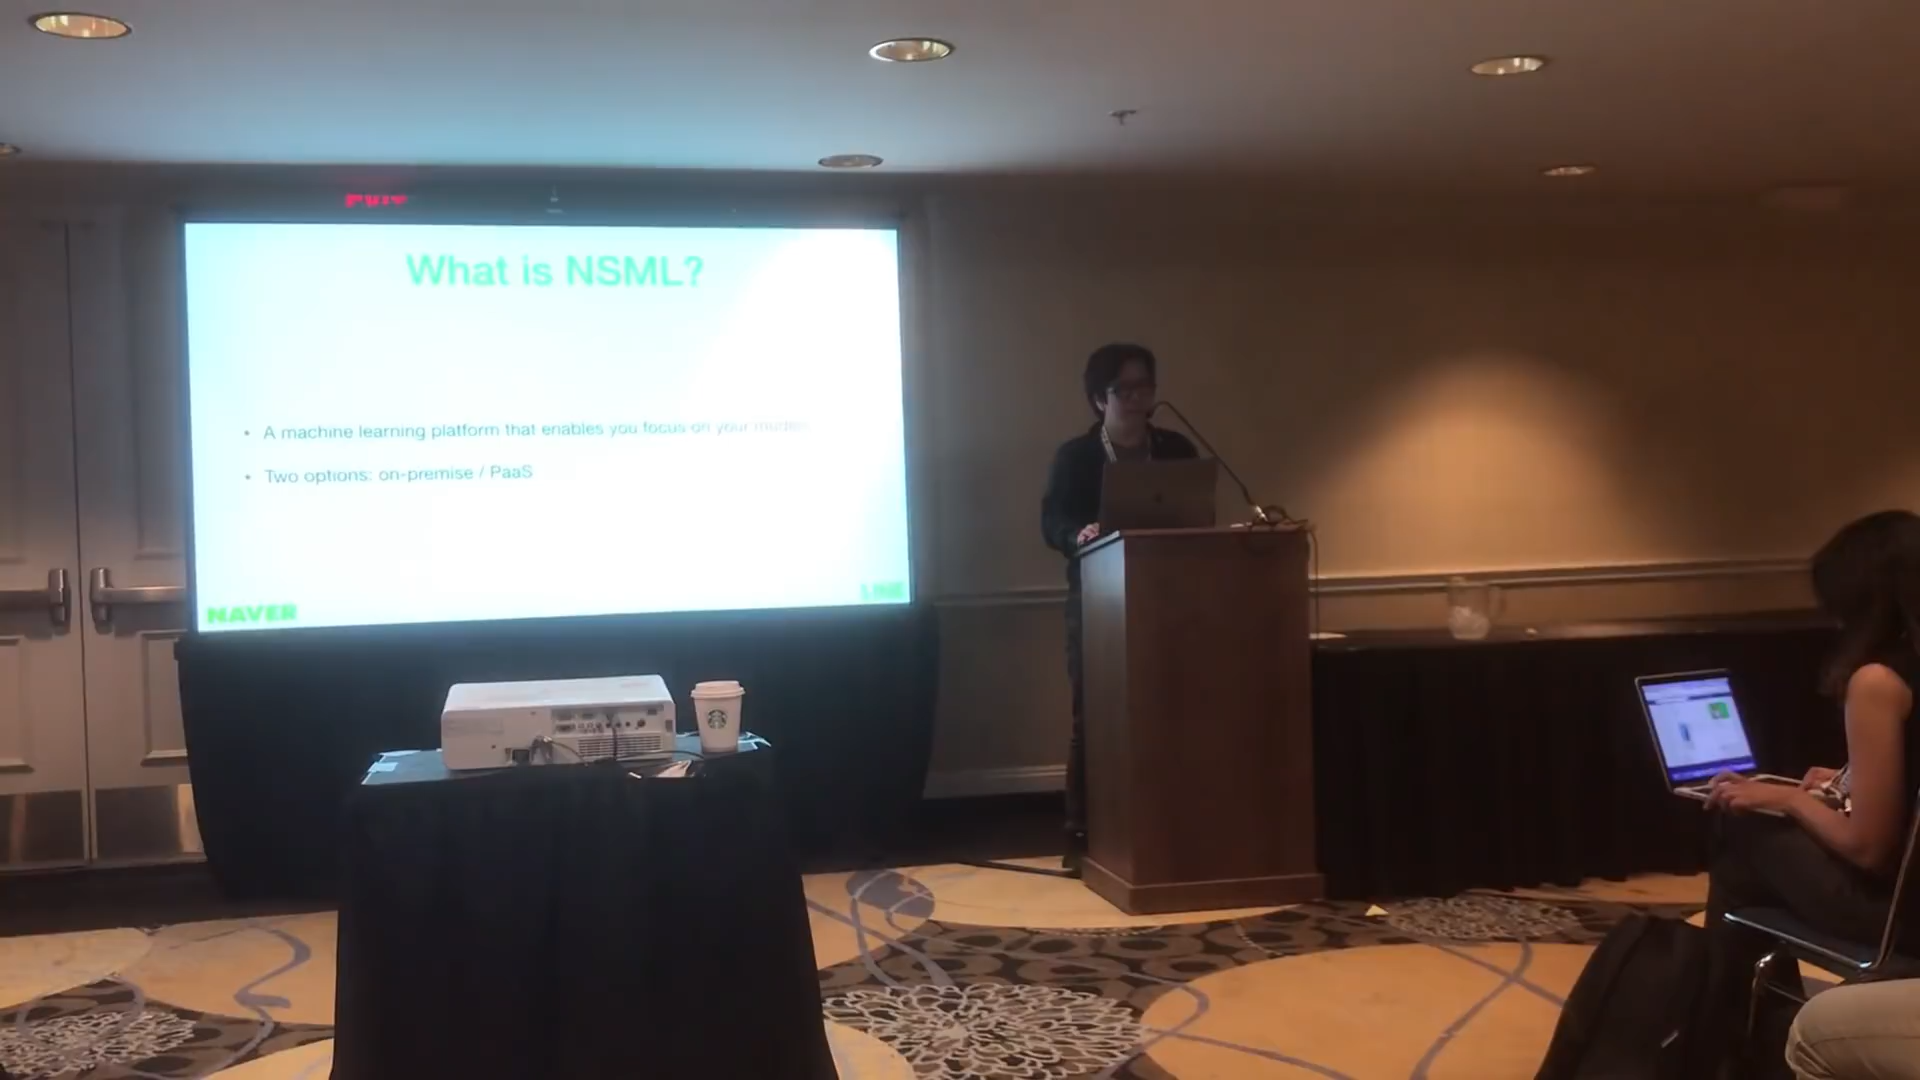 What is NSML?
• A machine learning platform that enables you focus on your models
• Two options: on-premise / PaaS
NAVER
LINE